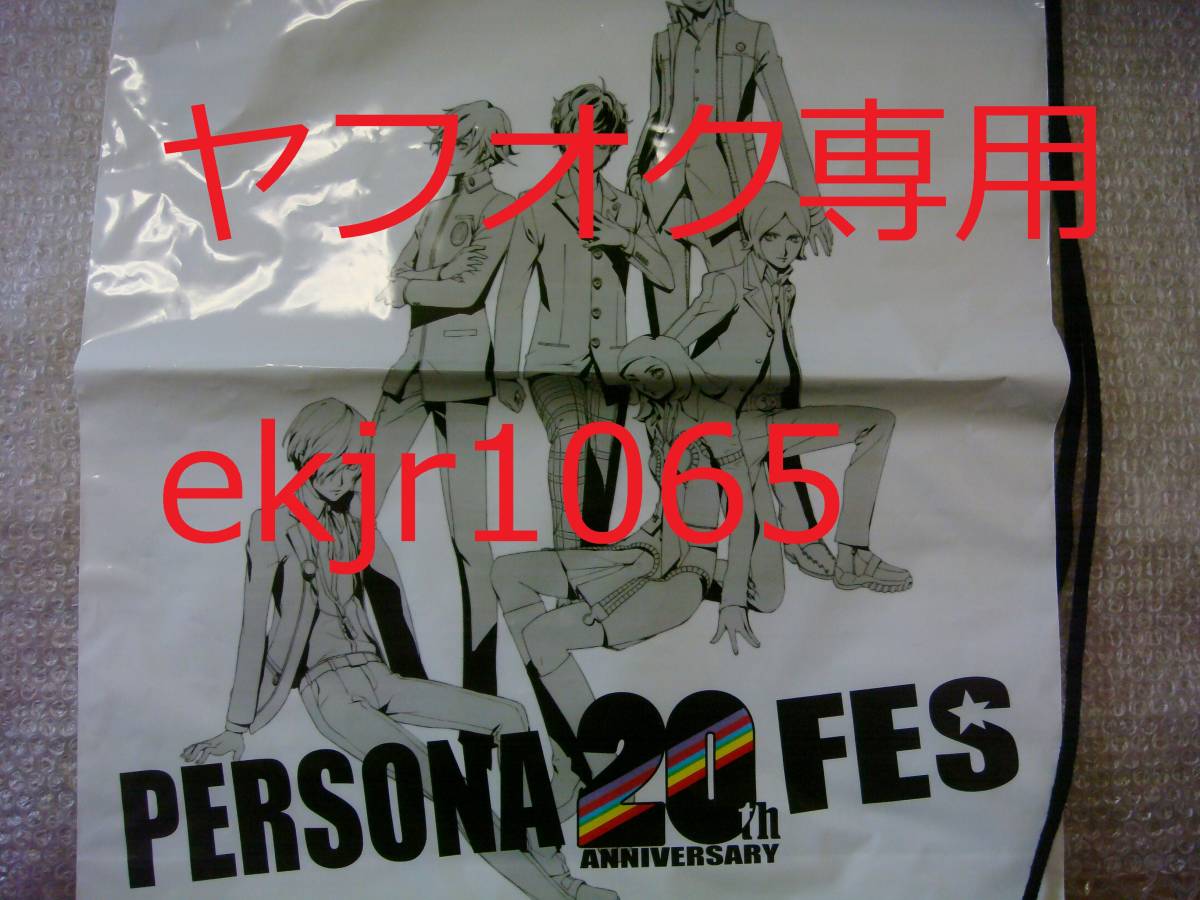 ヤフオク専用
ekjr1065
PERSONA 20th FES
ANNIVERSARY